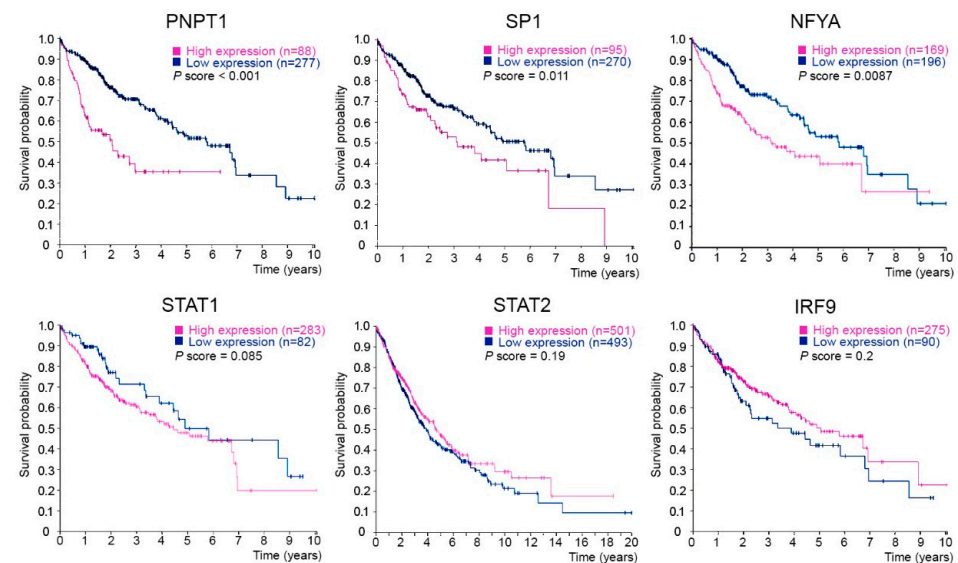 PNPT1
High expression (n=88)
Low expression (n=277)
P score < 0.001
Survival probability
1.0
0.9
0.8
0.7
0.6
0.5
0.4
0.3
0.2
0.1
0
0 1 2 3 4 5 6 7 8 9 10
Time (years)
SP1
High expression (n=95)
Low expression (n=270)
P score = 0.011
Survival probability
1.0
0.9
0.8
0.7
0.6
0.5
0.4
0.3
0.2
0.1
0
0 1 2 3 4 5 6 7 8 9 10
Time (years)
NFYA
High expression (n=169)
Low expression (n=196)
P score = 0.0087
Survival probability
1.0
0.9
0.8
0.7
0.6
0.5
0.4
0.3
0.2
0.1
0
0 1 2 3 4 5 6 7 8 9 10
Time (years)
STAT1
High expression (n=283)
Low expression (n=82)
P score = 0.085
Survival probability
1.0
0.9
0.8
0.7
0.6
0.5
0.4
0.3
0.2
0.1
0
0 1 2 3 4 5 6 7 8 9 10
Time (years)
STAT2
High expression (n=501)
Low expression (n=493)
P score = 0.19
Survival probability
1.0
0.9
0.8
0.7
0.6
0.5
0.4
0.3
0.2
0.1
0
0 2 4 6 8 10 12 14 16 18 20
Time (years)
IRF9
High expression (n=275)
Low expression (n=90)
P score = 0.2
Survival probability
1.0
0.9
0.8
0.7
0.6
0.5
0.4
0.3
0.2
0.1
0
0 1 2 3 4 5 6 7 8 9 10
Time (years)